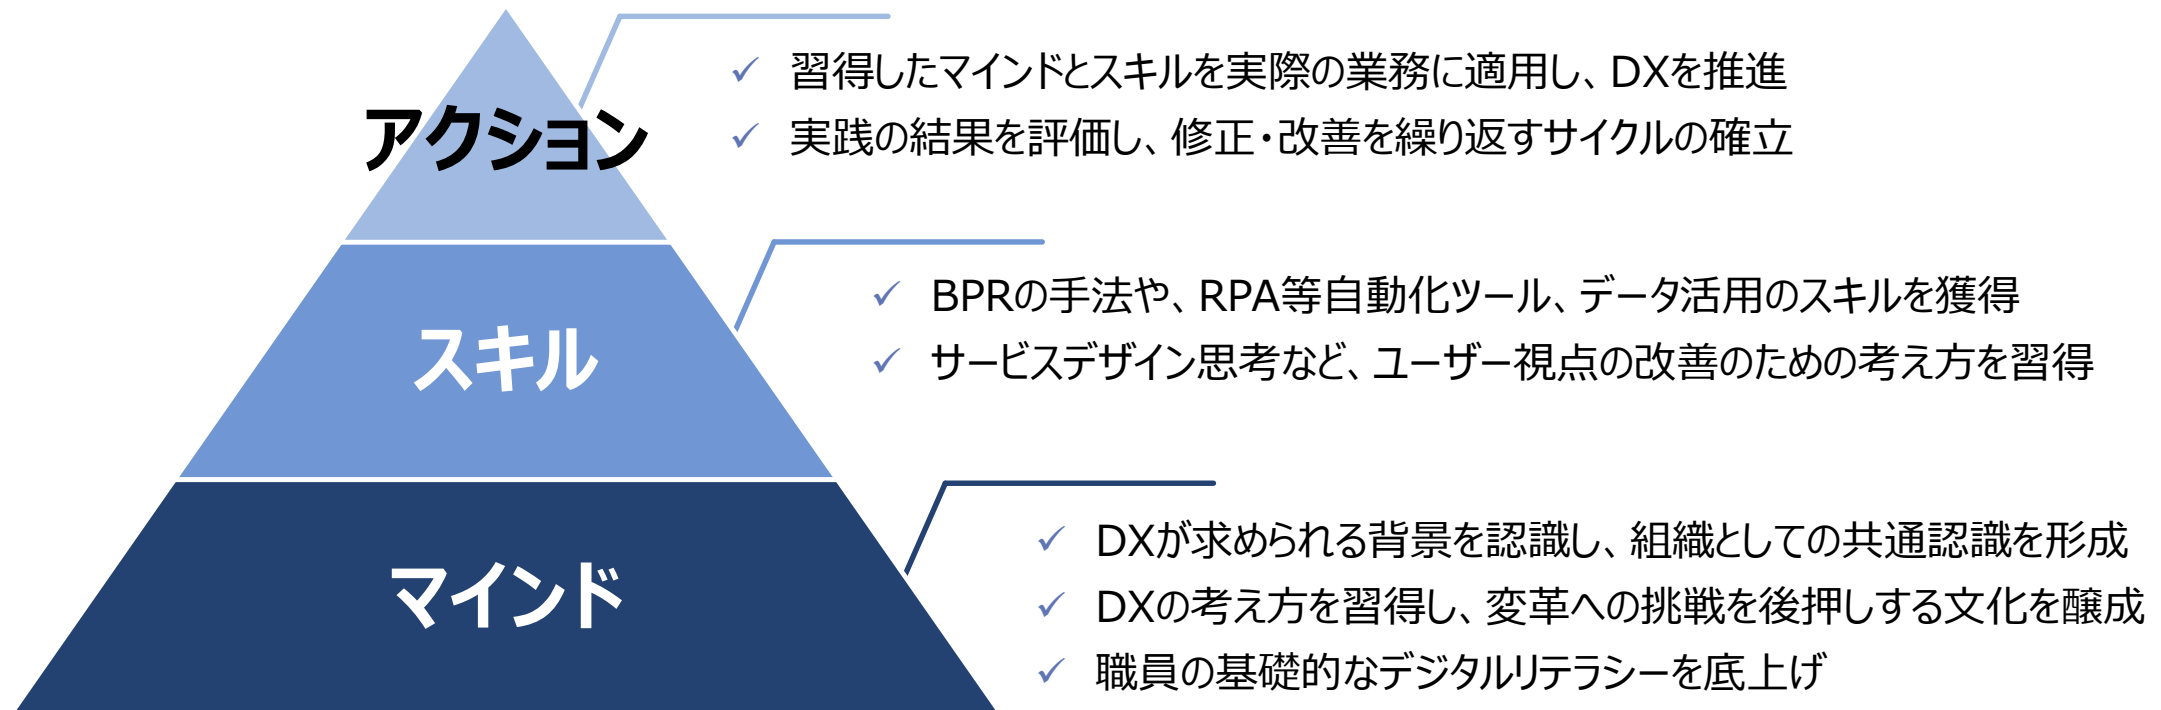 アクション
✓ 習得したマインドとスキルを実際の業務に適用し、DXを推進
✓ 実践の結果を評価し、修正・改善を繰り返すサイクルの確立
スキル
✓ BPRの手法や、RPA等自動化ツール、データ活用のスキルを獲得
✓ サービスデザイン思考など、ユーザー視点の改善のための考え方を習得
マインド
✓ DXが求められる背景を認識し、組織としての共通認識を形成
✓ DXの考え方を習得し、変革への挑戦を後押しする文化を醸成
✓ 職員の基礎的なデジタルリテラシーを底上げ